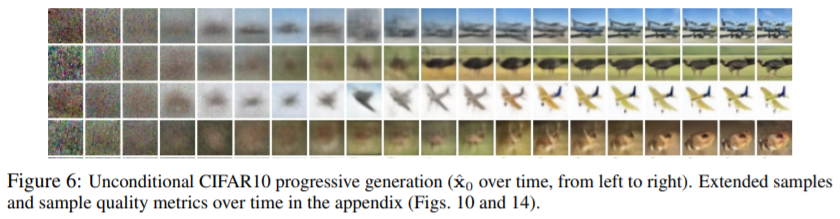 Figure 6: Unconditional CIFAR10 progressive generation (x̂₀ over time, from left to right). Extended samples
and sample quality metrics over time in the appendix (Figs. 10 and 14).